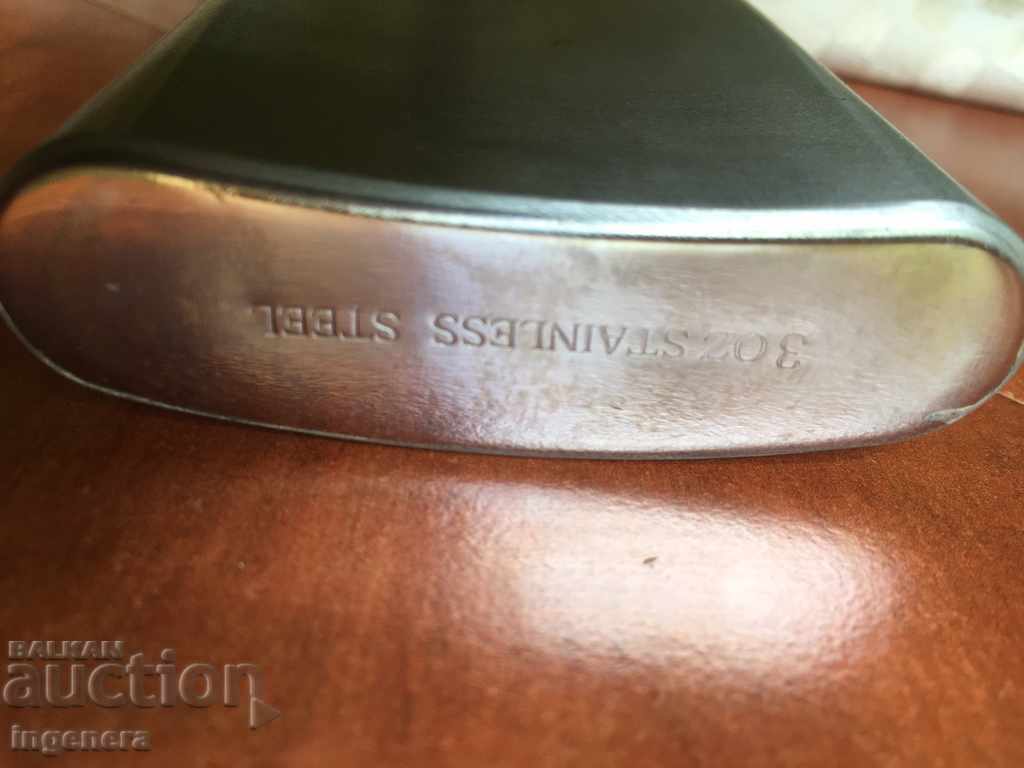 3 OZ STAINLESS STEEL
BALKAN
auction
ingenera